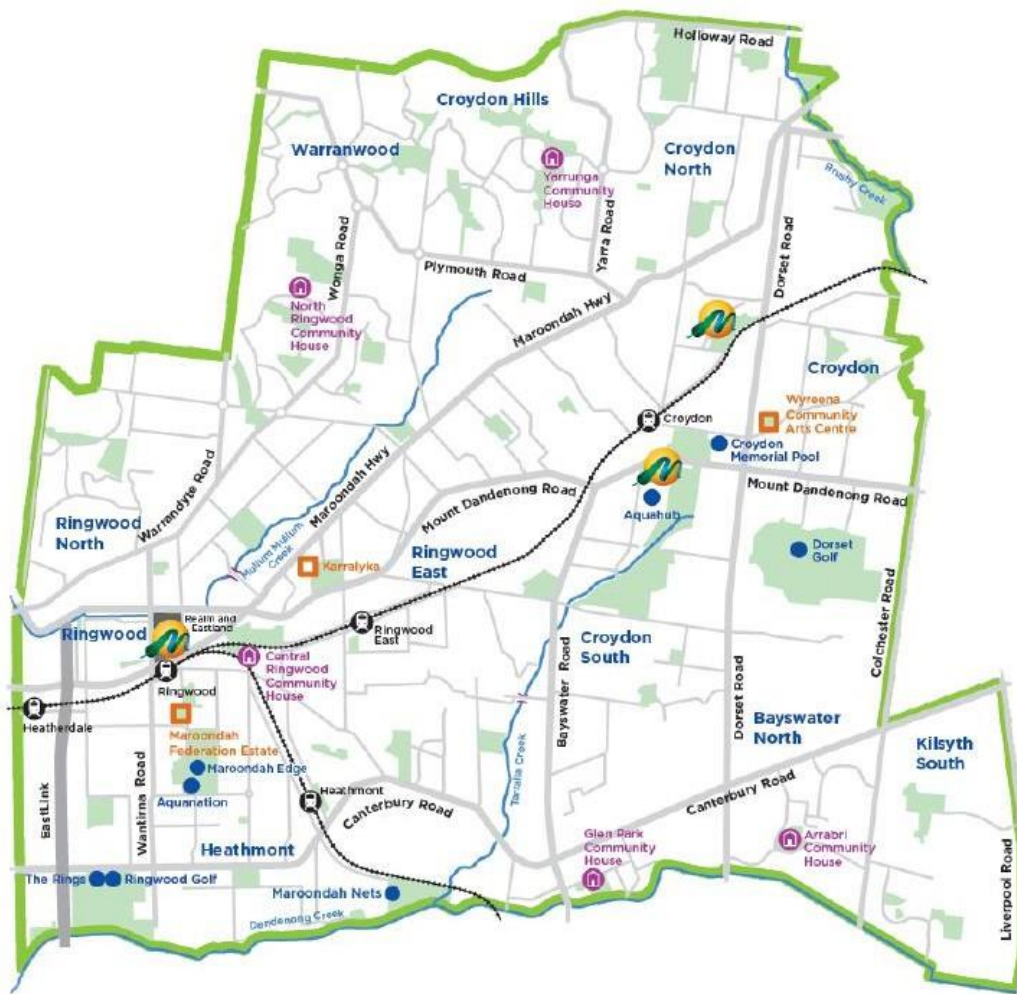 Holloway Road
Croydon Hills
Warranwood
Croydon
North
Yarrunga
Community
House
Brushy Creek
Yarra Road
Dorset Road
Wonga Road
Plymouth Road
North
Ringwood
Community
House
Maroondah Hwy
Croydon
Croydon
Wyreena
Community
Arts Centre
Croydon
Memorial Pool
Warrandyte Road
Maroondah Hwy
Mount Dandenong Road
Mount Dandenong Road
Aquahub
Ringwood
North
Mullum Mullum
Creek
Ringwood
East
Karralyka
Dorset
Golf
Colchester Road
Realm and
Eastland
Ringwood
Ringwood
East
Croydon
South
Central
Ringwood
Community
House
Ringwood
Heatherdale
Bayswater Road
Dorset Road
Bayswater
North
Kilsyth
South
Maroondah
Federation Estate
Maroondah Edge
Aquanation
Heathmont
Tarralla Creek
EastLink
Wantirna Road
Canterbury Road
Canterbury Road
Heathmont
Glen Park
Community
House
Arrabri
Community
House
Liverpool Road
The Rings
Ringwood Golf
Maroondah Nets
Dandenong Creek